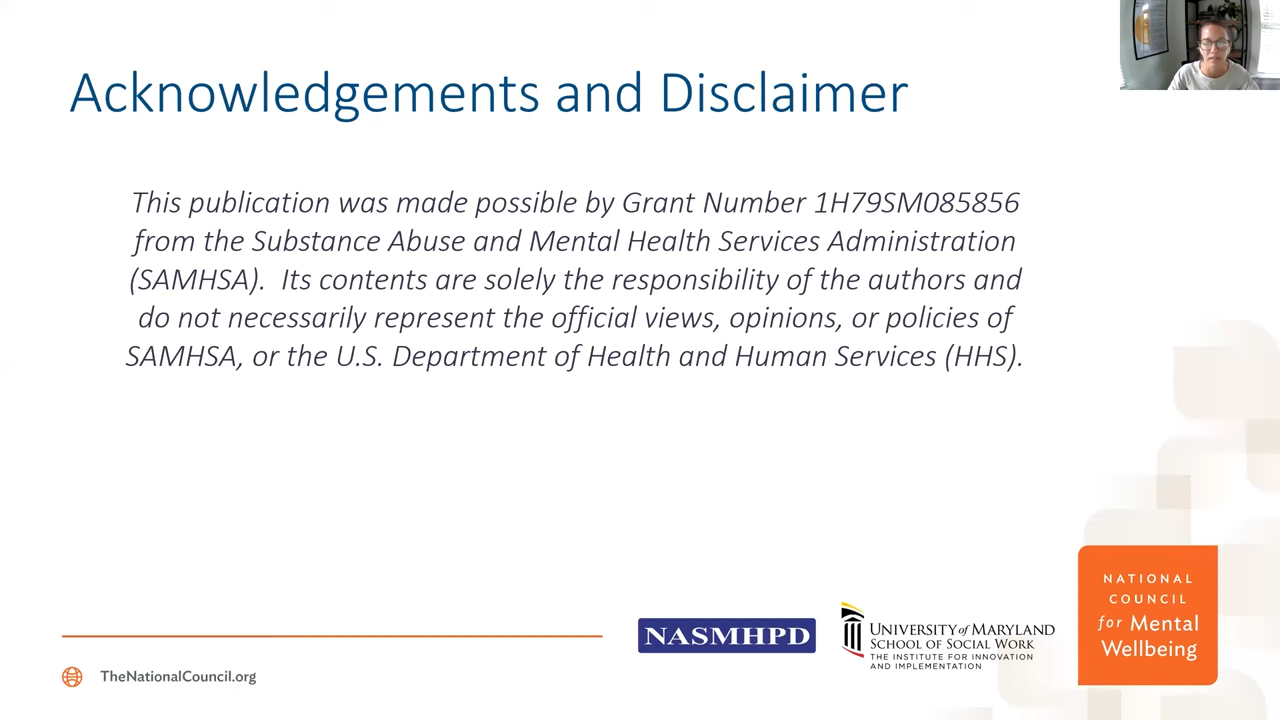 Acknowledgements and Disclaimer
This publication was made possible by Grant Number 1H79SM085856
from the Substance Abuse and Mental Health Services Administration
(SAMHSA).  Its contents are solely the responsibility of the authors and
do not necessarily represent the official views, opinions, or policies of
SAMHSA, or the U.S. Department of Health and Human Services (HHS).
NASMHPD
UNIVERSITY of MARYLAND
SCHOOL OF SOCIAL WORK
THE INSTITUTE FOR INNOVATION
AND IMPLEMENTATION
NATIONAL
COUNCIL
for Mental
Wellbeing
TheNationalCouncil.org